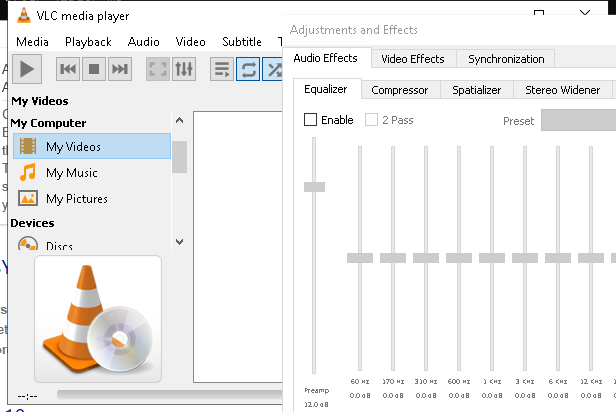 VLC media player
Media Playback Audio Video Subtitle T
Adjustments and Effects
Audio Effects Video Effects Synchronization
Equalizer Compressor Spatializer Stereo Widener
Enable 2 Pass Preset
My Videos
My Computer
My Videos
My Music
My Pictures
Devices
Discs
60 Hz 170 Hz 310 Hz 600 Hz 1 KHz 3 KHz 6 KHz 12 KHz
Preamp 0.0 dB 0.0 dB 0.0 dB 0.0 dB 0.0 dB 0.0 dB 0.0 dB 0.0 dB
12.0 dB
--:--